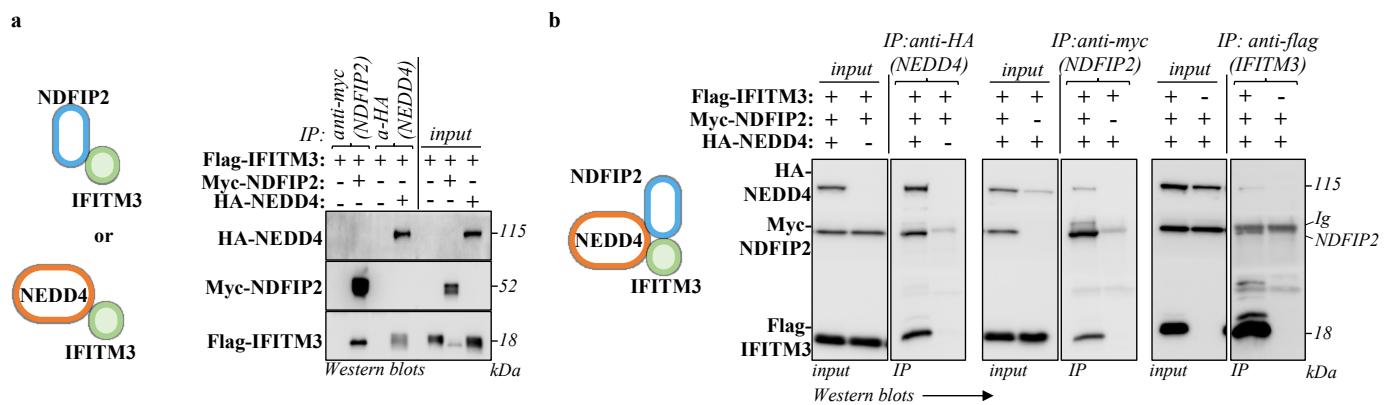 a
NDFIP2
IFITM3
or
NEDD4
IFITM3
IP:
anti-myc
(NDFIP2)
a-HA
(NEDD4)
input
Flag-IFITM3: + + + + + + +
Myc-NDFIP2: - + - - - + -
HA-NEDD4: - - - + - - +
HA-NEDD4 -115
Myc-NDFIP2 -52
Flag-IFITM3 -18
Western blots kDa
b
NDFIP2
NEDD4
IFITM3
IP:anti-HA
(NEDD4)
IP:anti-myc
(NDFIP2)
IP: anti-flag
(IFITM3)
input input input
Flag-IFITM3: + + + + + + + + + - + -
Myc-NDFIP2: + + + + + - + - + + + +
HA-NEDD4: + - + - + + + + + + + +
HA-
NEDD4
-115
Myc-
NDFIP2
Ig
NDFIP2
Flag-
IFITM3
-18
input IP input IP input IP kDa
Western blots